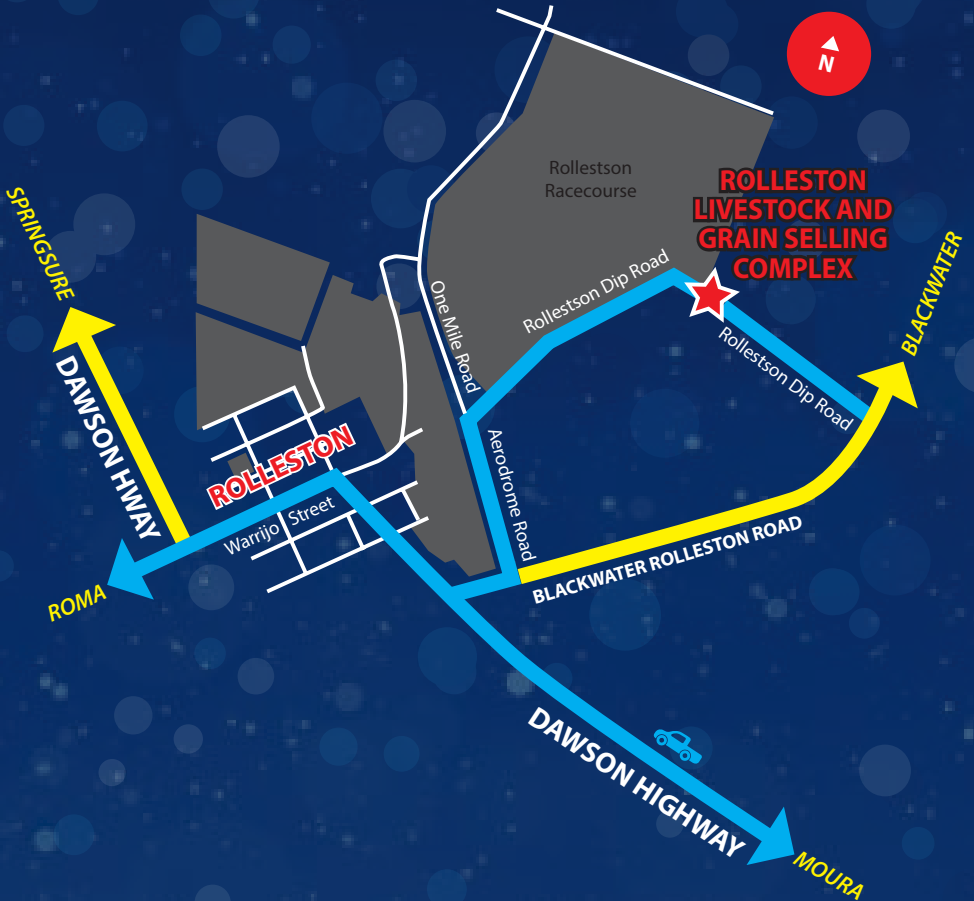 N
Rollestson
Racecourse
ROLLESTON
LIVESTOCK AND
GRAIN SELLING
COMPLEX
SPRINGSURE
BLACKWATER
Rollestson Dip Road
One Mile Road
Rollestson Dip Road
DAWSON HWAY
ROLLESTON
Aerodrome Road
Warrijo Street
BLACKWATER ROLLESTON ROAD
ROMA
DAWSON HIGHWAY
MOURA